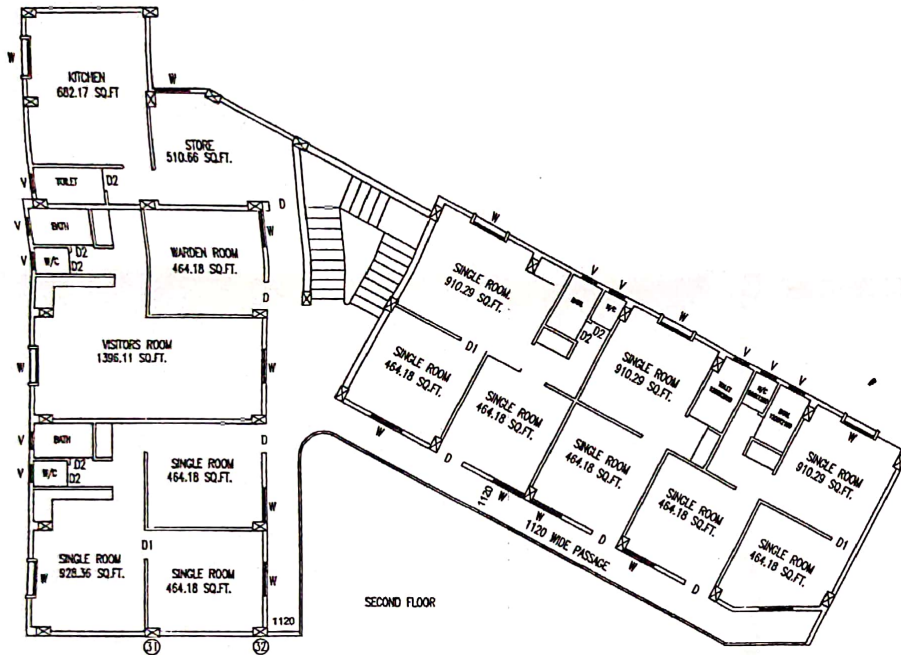 W
KITCHEN
682.17 SQ.FT
W
STORE
510.66 SQ.FT.
V
TOILET
D2
D
V
BATH
W
WARDEN ROOM
464.18 SQ.FT.
D2
V
W/C
D2
D
VISITORS ROOM
1396.11 SQ.FT.
W
W
V
BATH
D
D2
V
W/C
D2
SINGLE ROOM
464.18 SQ.FT.
W
D1
SINGLE ROOM
928.36 SQ.FT.
W
SINGLE ROOM
464.18 SQ.FT.
W
1120
31
32
SECOND FLOOR
W
SINGLE ROOM
910.29 SQ.FT.
V
V
W/C
D2
D2
W
D1
SINGLE ROOM
464.18 SQ.FT.
SINGLE ROOM
464.18 SQ.FT.
W
D
SINGLE ROOM
910.29 SQ.FT.
V
V
V
TOILET
W/C
W
SINGLE ROOM
464.18 SQ.FT.
SINGLE ROOM
910.29 SQ.FT.
SINGLE ROOM
464.18 SQ.FT.
D1
SINGLE ROOM
464.18 SQ.FT.
W
W
1120
D
1120 WIDE PASSAGE
W
D